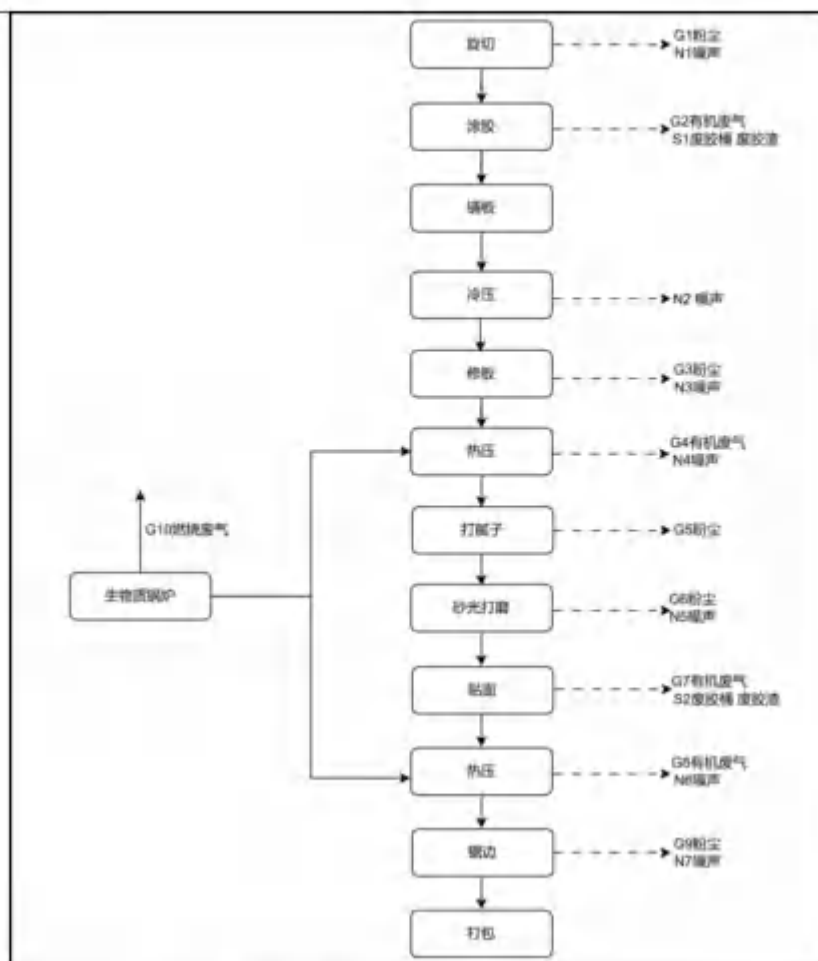 旋切
G1粉尘
N1噪声
涂胶
G2有机废气
S1废胶桶 废胶渣
铺板
冷压
N2 噪声
修板
G3粉尘
N3噪声
热压
G4有机废气
N4噪声
G10燃烧废气
打腻子
G5粉尘
生物质锅炉
砂光打磨
G6粉尘
N5噪声
贴面
G7有机废气
S2废胶桶 废胶渣
热压
G8有机废气
N6噪声
锯边
G9粉尘
N7噪声
打包